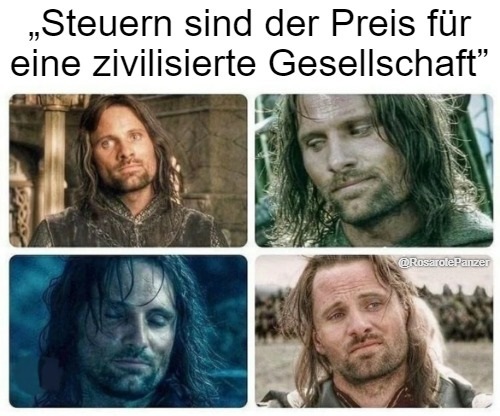 „Steuern sind der Preis für
eine zivilisierte Gesellschaft”
@RosarotePanzer